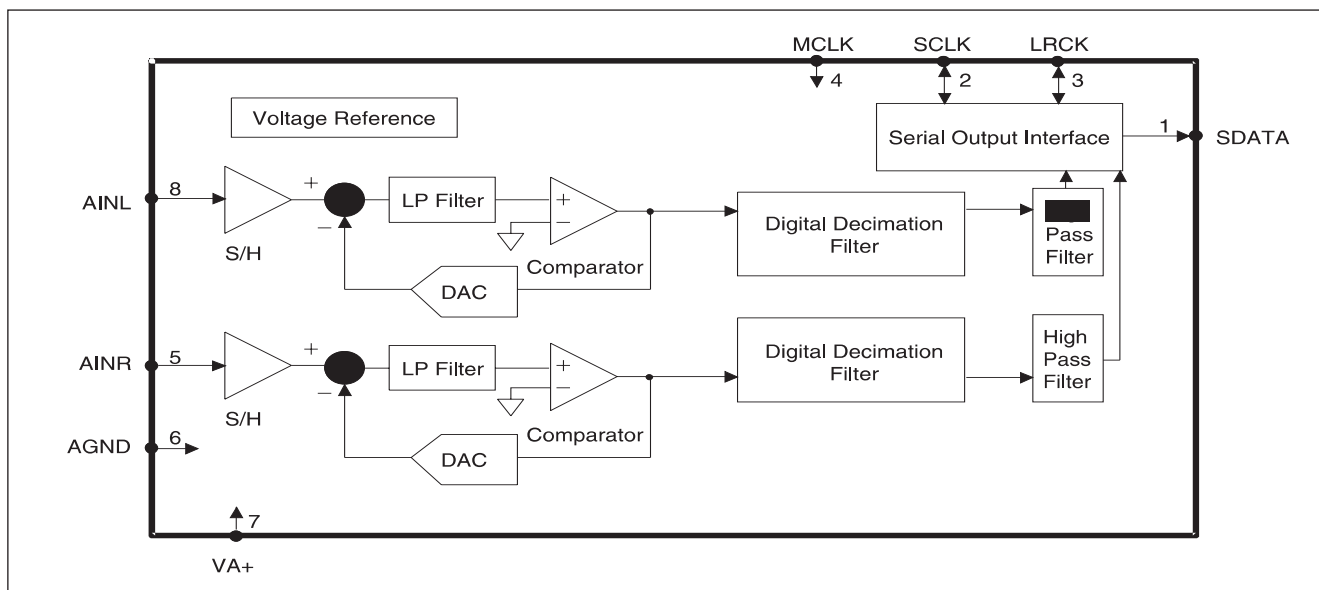 MCLK SCLK LRCK
4 2 3
Voltage Reference
Serial Output Interface
1 SDATA
AINL 8
+
−
S/H
LP Filter
+
−
Comparator
DAC
Digital Decimation
Filter
Pass
Filter
AINR 5
+
−
S/H
LP Filter
+
−
Comparator
DAC
Digital Decimation
Filter
High
Pass
Filter
AGND 6
7
VA+